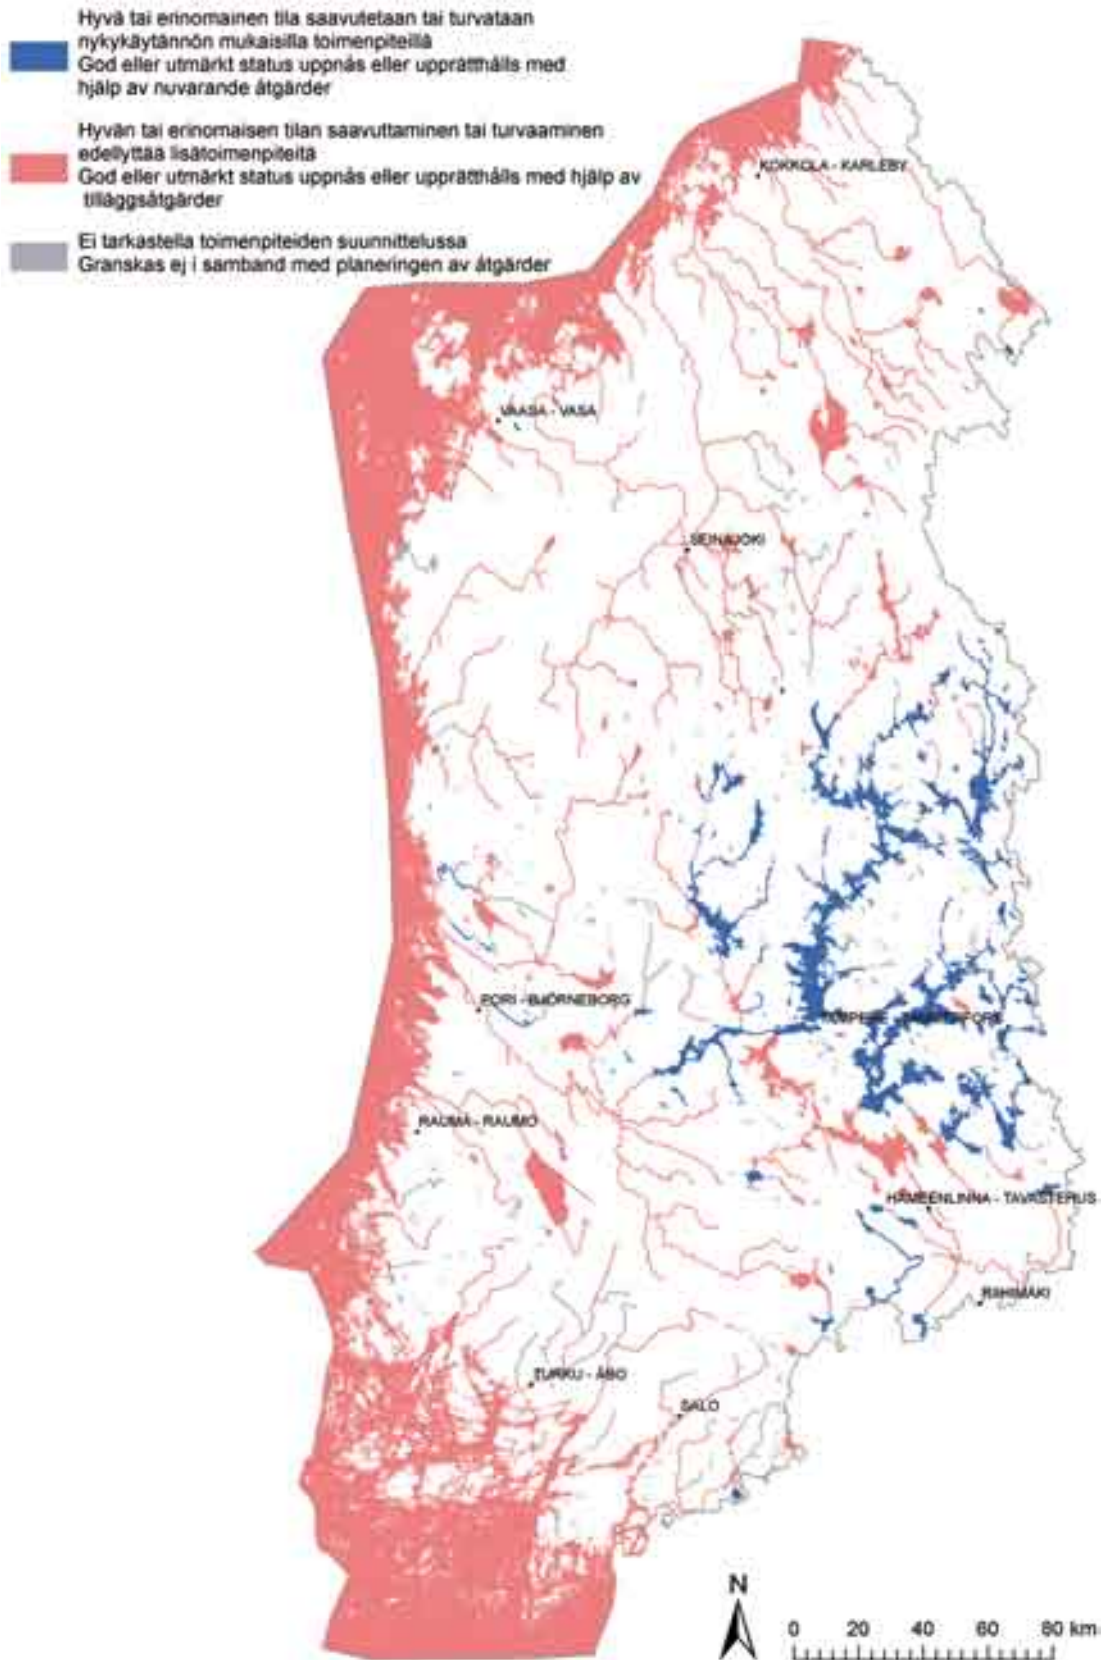 Hyvä tai erinomainen tila saavutetaan tai turvataan
nykykäytännön mukaisilla toimenpiteillä
God eller utmärkt status uppnås eller upprätthålls med
hjälp av nuvarande åtgärder
Hyvän tai erinomaisen tilan saavuttaminen tai turvaaminen
edellyttää lisätoimenpiteitä
God eller utmärkt status uppnås eller upprätthålls med hjälp av
tilläggsåtgärder
Ei tarkastella toimenpiteiden suunnittelussa
Granskas ej i samband med planeringen av åtgärder
KOKKOLA - KARLEBY
VAASA - VASA
SEINÄJOKI
PORI - BJÖRNEBORG
TAMPERE - TAMMERFORS
RAUMA - RAUMO
HÄMEENLINNA - TAVASTEHUS
RIIHIMÄKI
TURKU - ÅBO
SALO
N
0 20 40 60 80 km